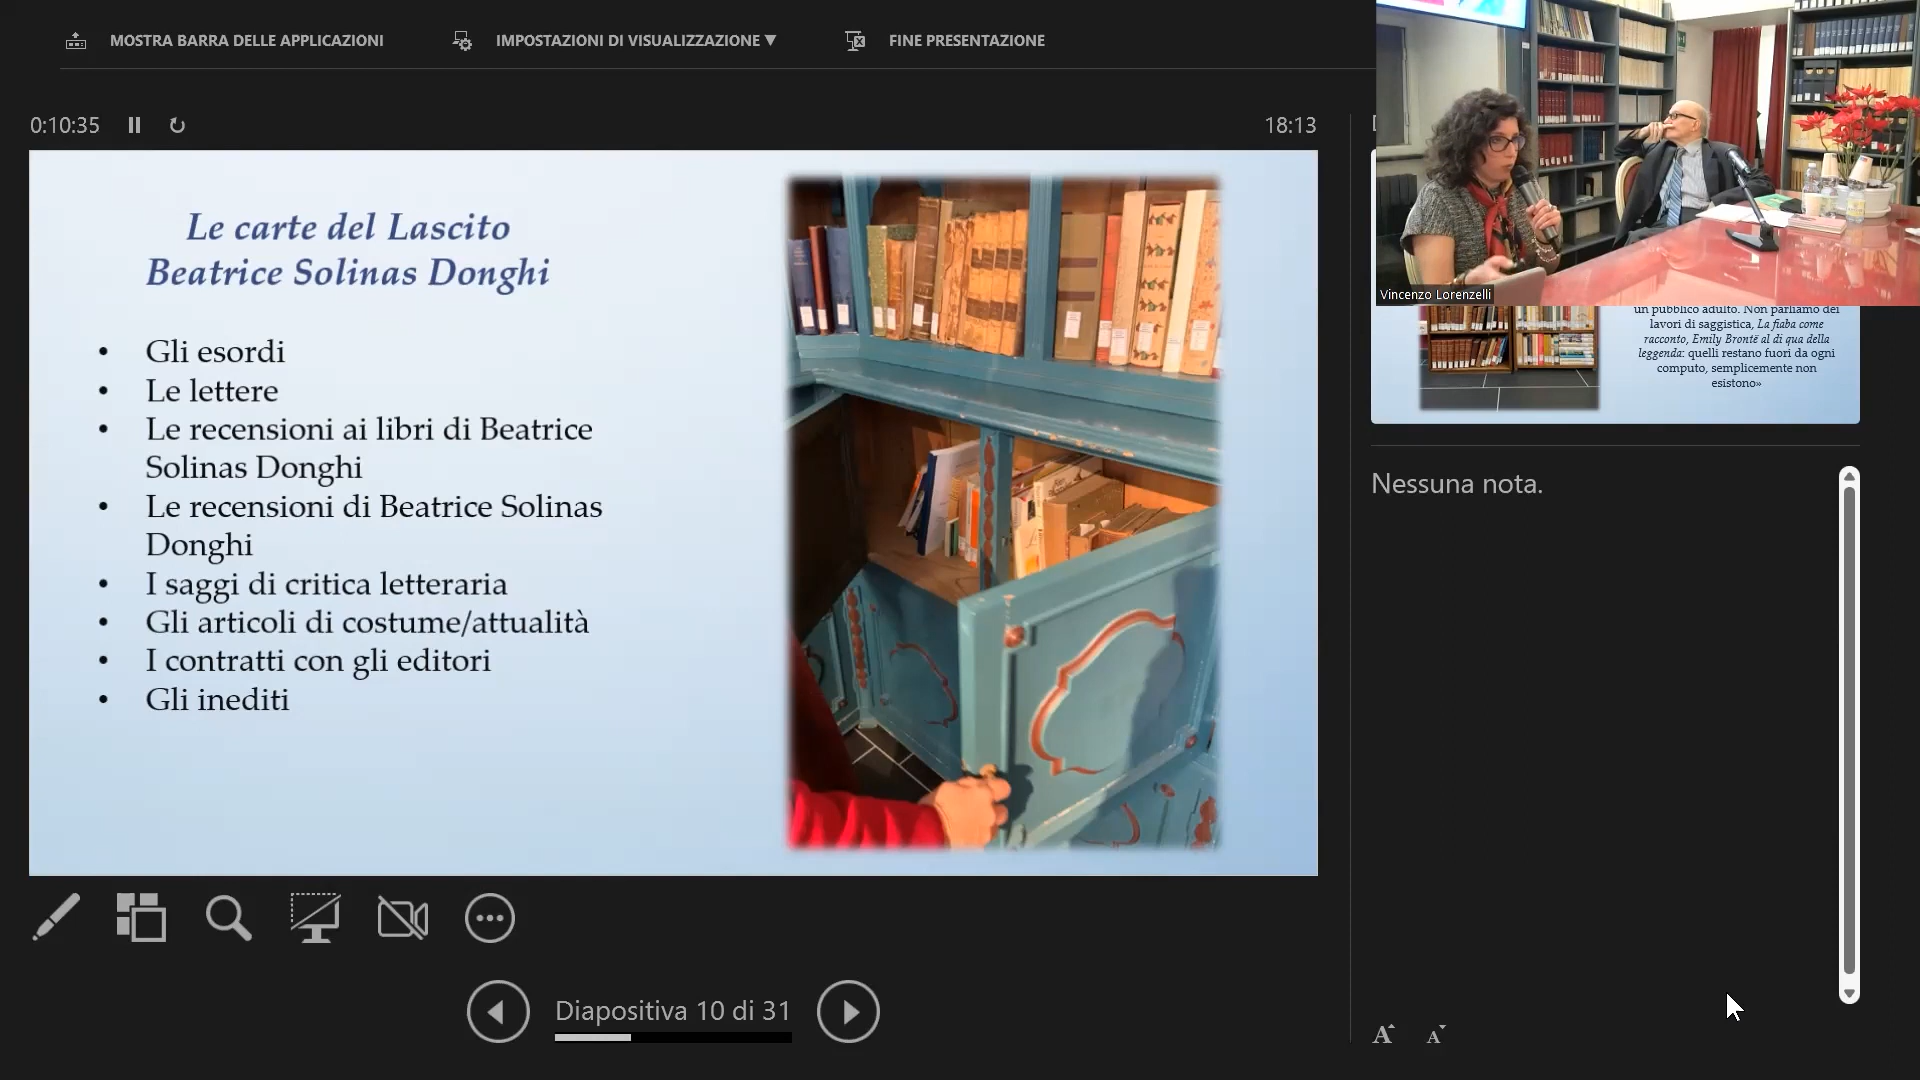 MOSTRA BARRA DELLE APPLICAZIONI
IMPOSTAZIONI DI VISUALIZZAZIONE ▼
FINE PRESENTAZIONE
0:10:35
18:13
Le carte del Lascito
Beatrice Solinas Donghi
• Gli esordi
• Le lettere
• Le recensioni ai libri di Beatrice
Solinas Donghi
• Le recensioni di Beatrice Solinas
Donghi
• I saggi di critica letteraria
• Gli articoli di costume/attualità
• I contratti con gli editori
• Gli inediti
Diapositiva 10 di 31
Vincenzo Lorenzelli
un pubblico adulto. Non parliamo dei
lavori di saggistica, La fiaba come
racconto, Emily Brontë al di qua della
leggenda: quelli restano fuori da ogni
computo, semplicemente non
esistono»
Nessuna nota.
A A